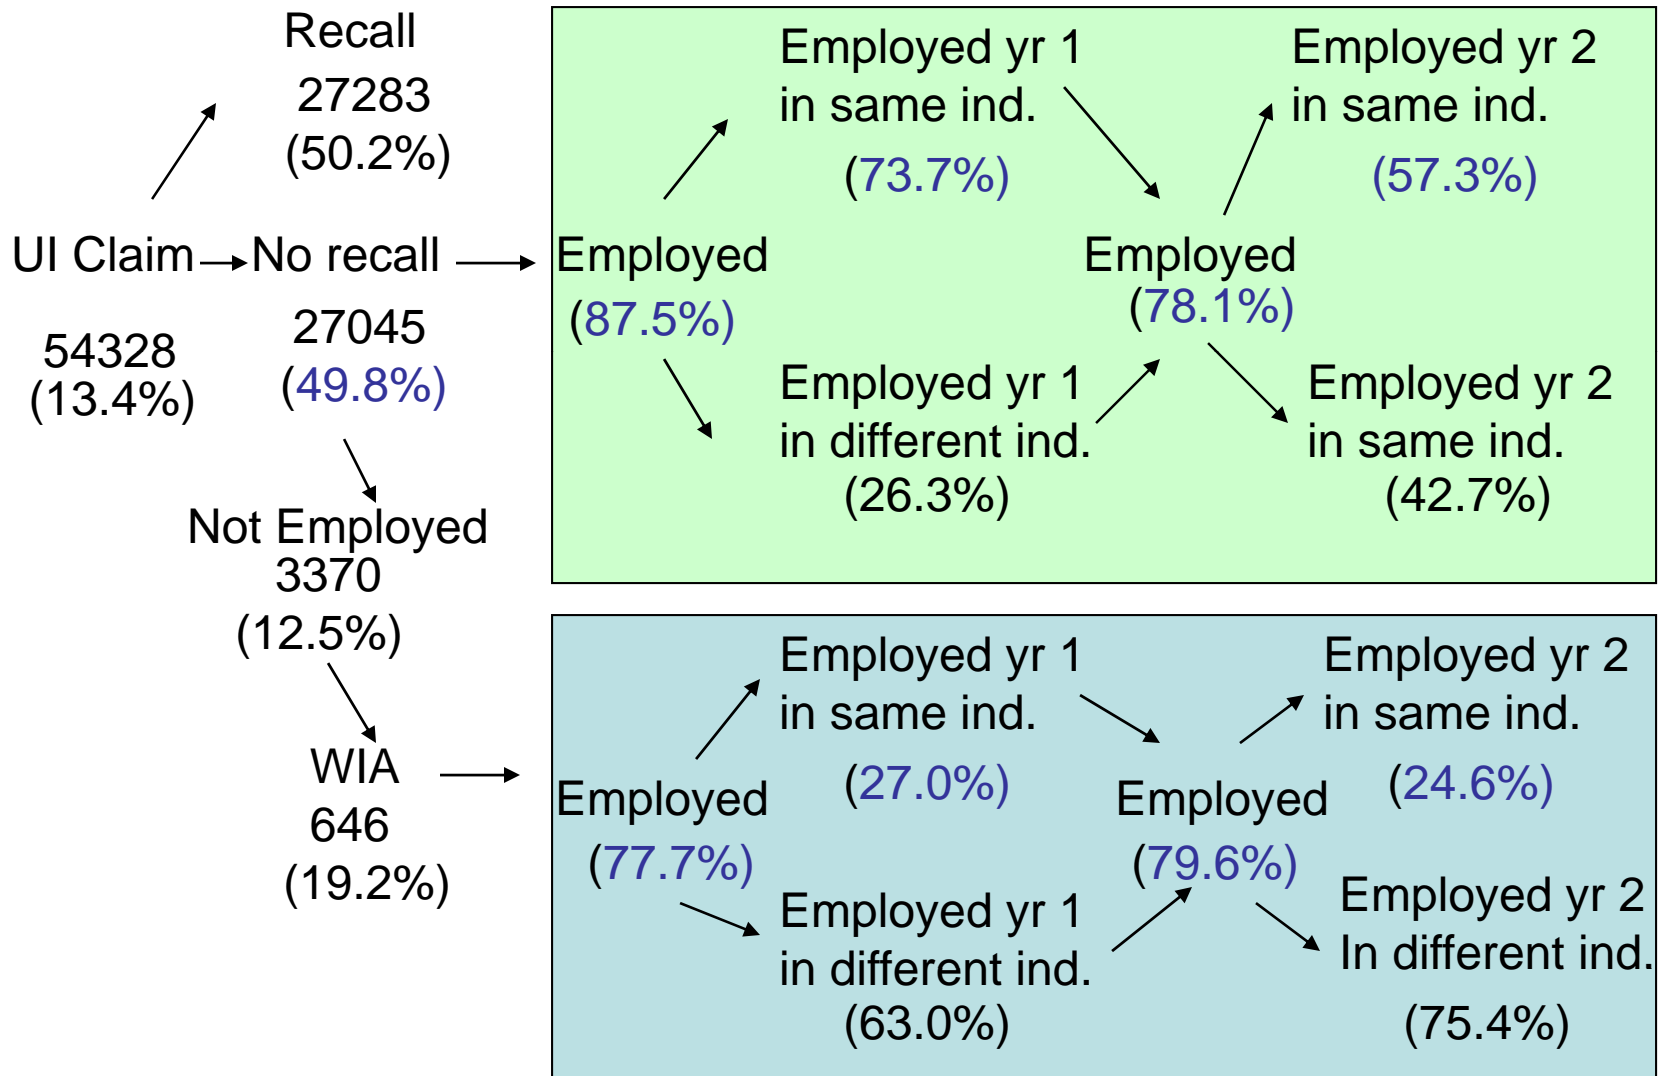 Recall
27283
(50.2%)
UI Claim
54328
(13.4%)
No recall
27045
(49.8%)
Not Employed
3370
(12.5%)
WIA
646
(19.2%)
Employed
(87.5%)
Employed yr 1
in same ind.
(73.7%)
Employed yr 1
in different ind.
(26.3%)
Employed
(78.1%)
Employed yr 2
in same ind.
(57.3%)
Employed yr 2
in same ind.
(42.7%)
Employed
(77.7%)
Employed yr 1
in same ind.
(27.0%)
Employed yr 1
in different ind.
(63.0%)
Employed
(79.6%)
Employed yr 2
in same ind.
(24.6%)
Employed yr 2
In different ind.
(75.4%)